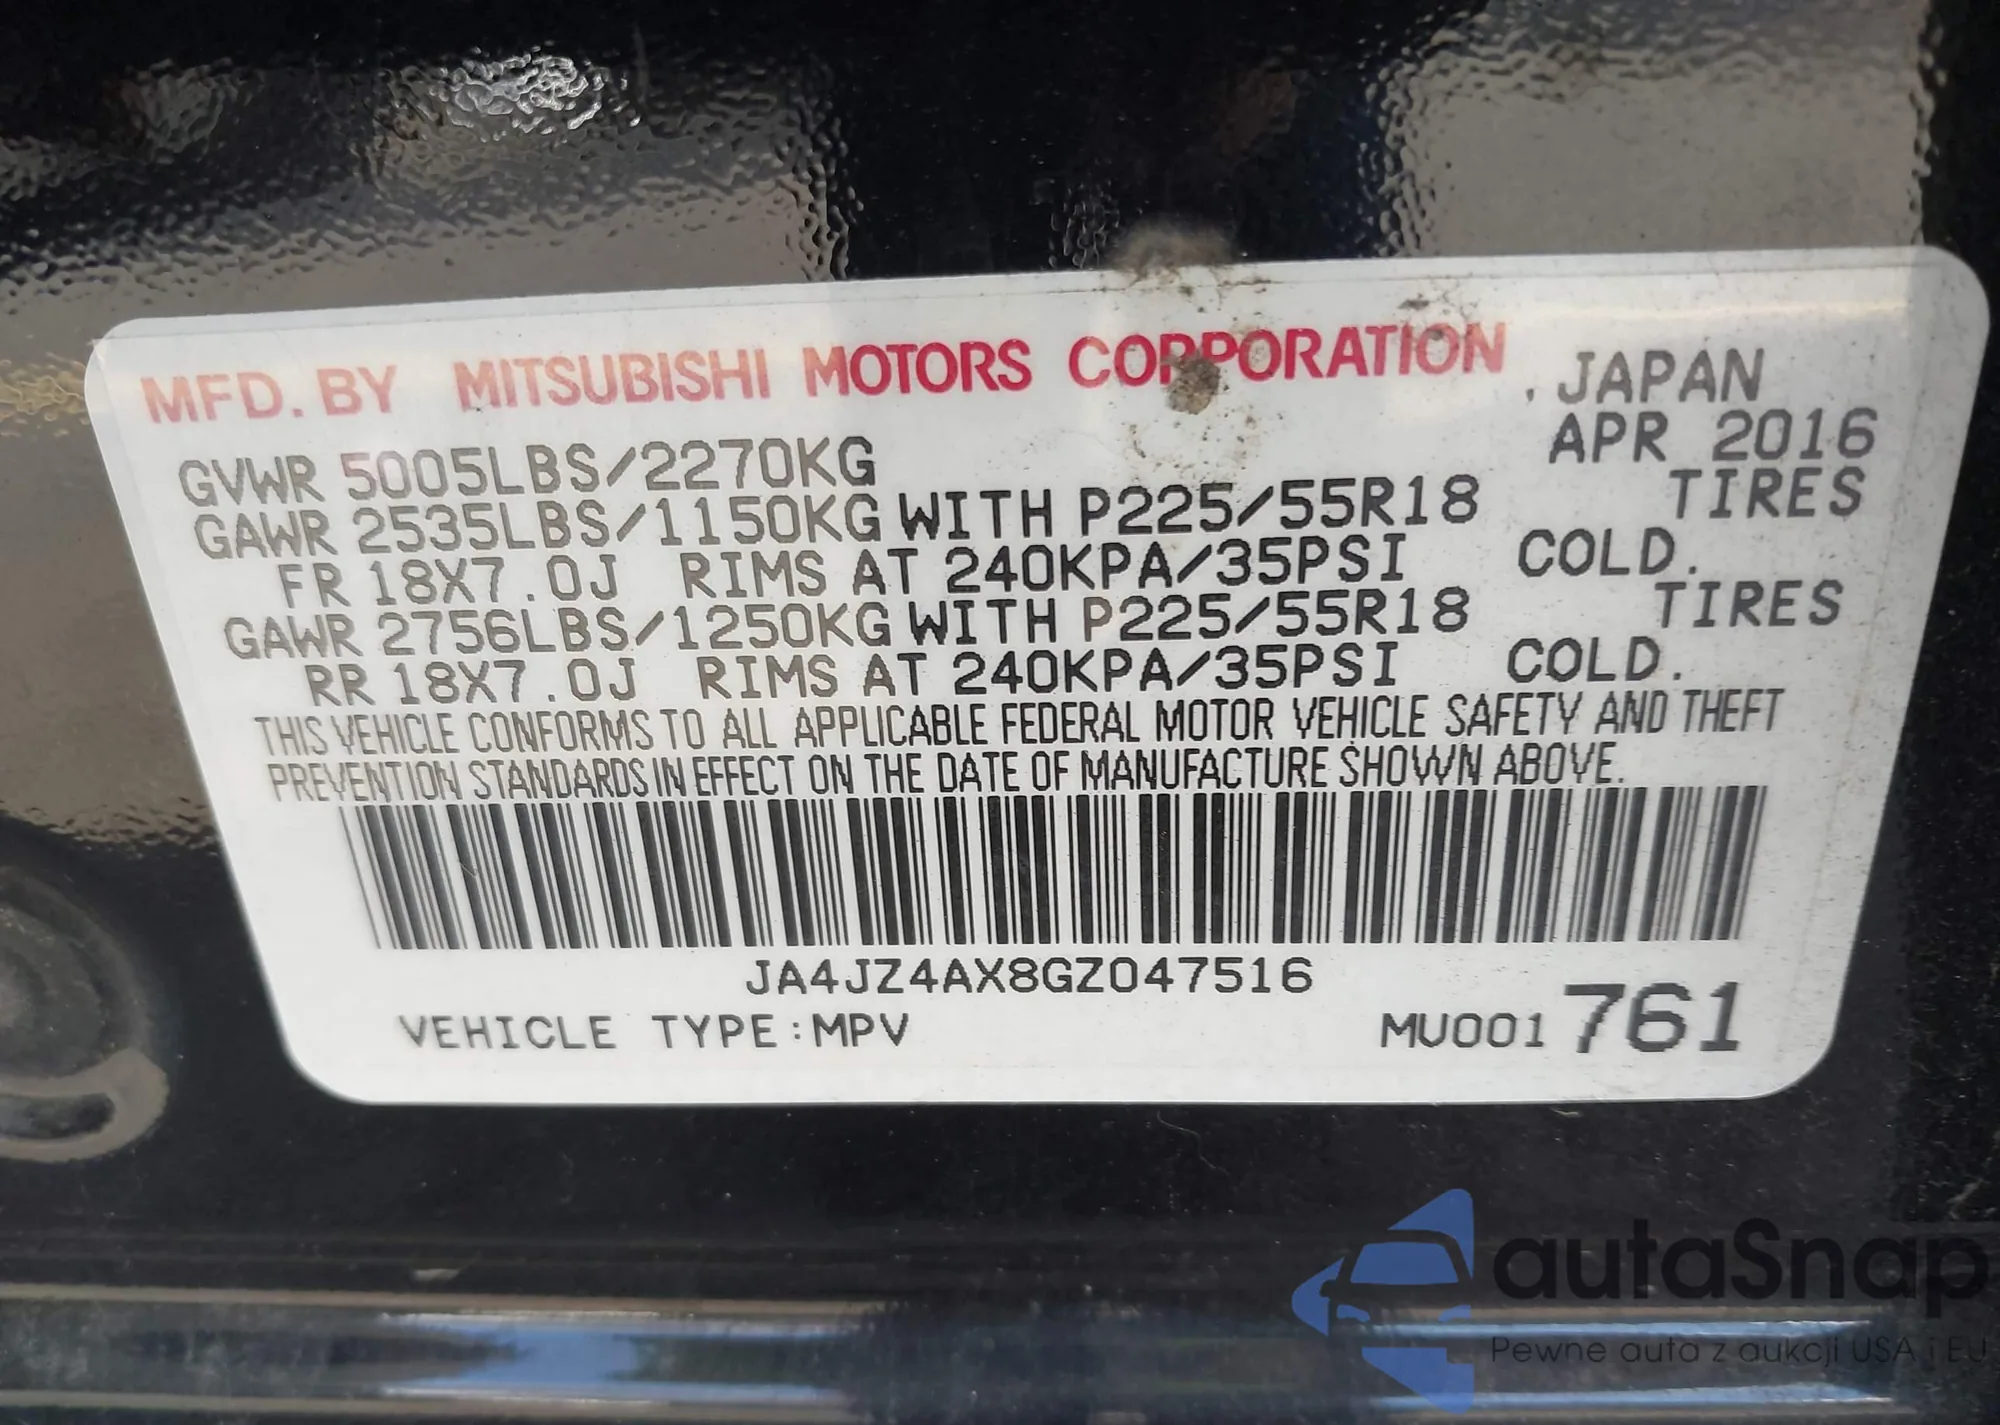 MFD. BY MITSUBISHI MOTORS CORPORATION , JAPAN
APR 2016
GVWR 5005LBS/2270KG
GAWR 2535LBS/1150KG WITH P225/55R18 TIRES
FR 18X7.0J RIMS AT 240KPA/35PSI COLD.
GAWR 2756LBS/1250KG WITH P225/55R18 TIRES
RR 18X7.0J RIMS AT 240KPA/35PSI COLD.
THIS VEHICLE CONFORMS TO ALL APPLICABLE FEDERAL MOTOR VEHICLE SAFETY AND THEFT
PREVENTION STANDARDS IN EFFECT ON THE DATE OF MANUFACTURE SHOWN ABOVE.
JA4JZ4AX8GZ047516
VEHICLE TYPE:MPV MU001 761
autaSnap
Pewne auta z aukcji USA i EU